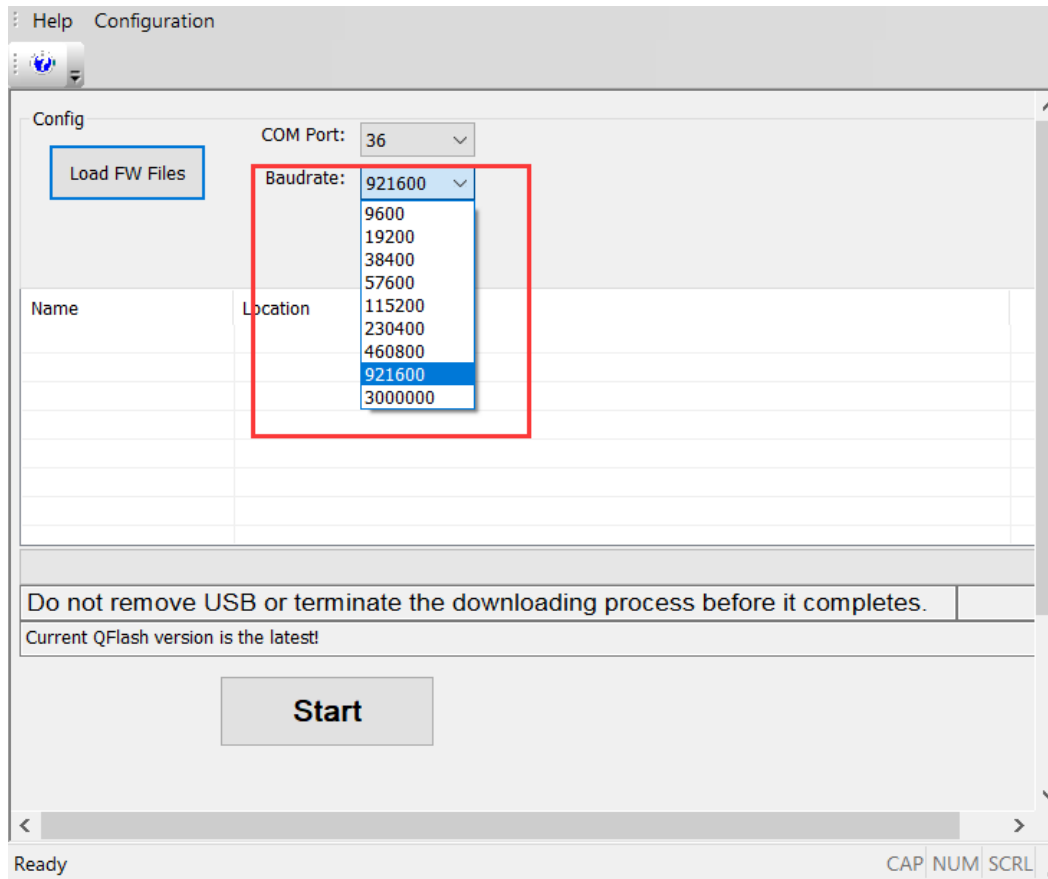 Help Configuration
Config
COM Port: 36
Load FW Files
Baudrate: 921600
9600
19200
38400
57600
115200
230400
460800
921600
3000000
Name Location
Do not remove USB or terminate the downloading process before it completes.
Current QFlash version is the latest!
Start
Ready CAP NUM SCRL